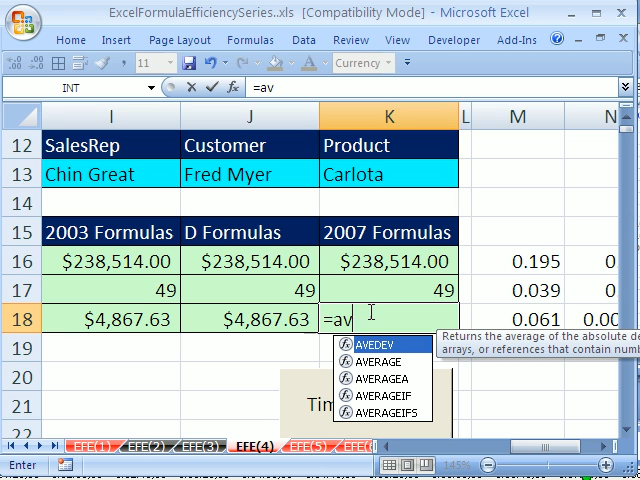 ExcelFormulaEfficiencySeries..xls [Compatibility Mode] - Microsoft Excel
Home Insert Page Layout Formulas Data Review View Developer Add-Ins
11 Currency
INT =av
I J K L M N
12 SalesRep Customer Product
13 Chin Great Fred Myer Carlota
14
15 2003 Formulas D Formulas 2007 Formulas
16 $238,514.00 $238,514.00 $238,514.00 0.195 0
17 49 49 49 0.039 0
18 $4,867.63 $4,867.63 =av 0.061 0.00
19
Returns the average of the absolute de
arrays, or references that contain numb
AVEDEV
AVERAGE
AVERAGEA
AVERAGEIF
AVERAGEIFS
20
21 Tim
22
EFE(1) EFE(2) EFE(3) EFE(4) EFE(5) EFE(
Enter 145%